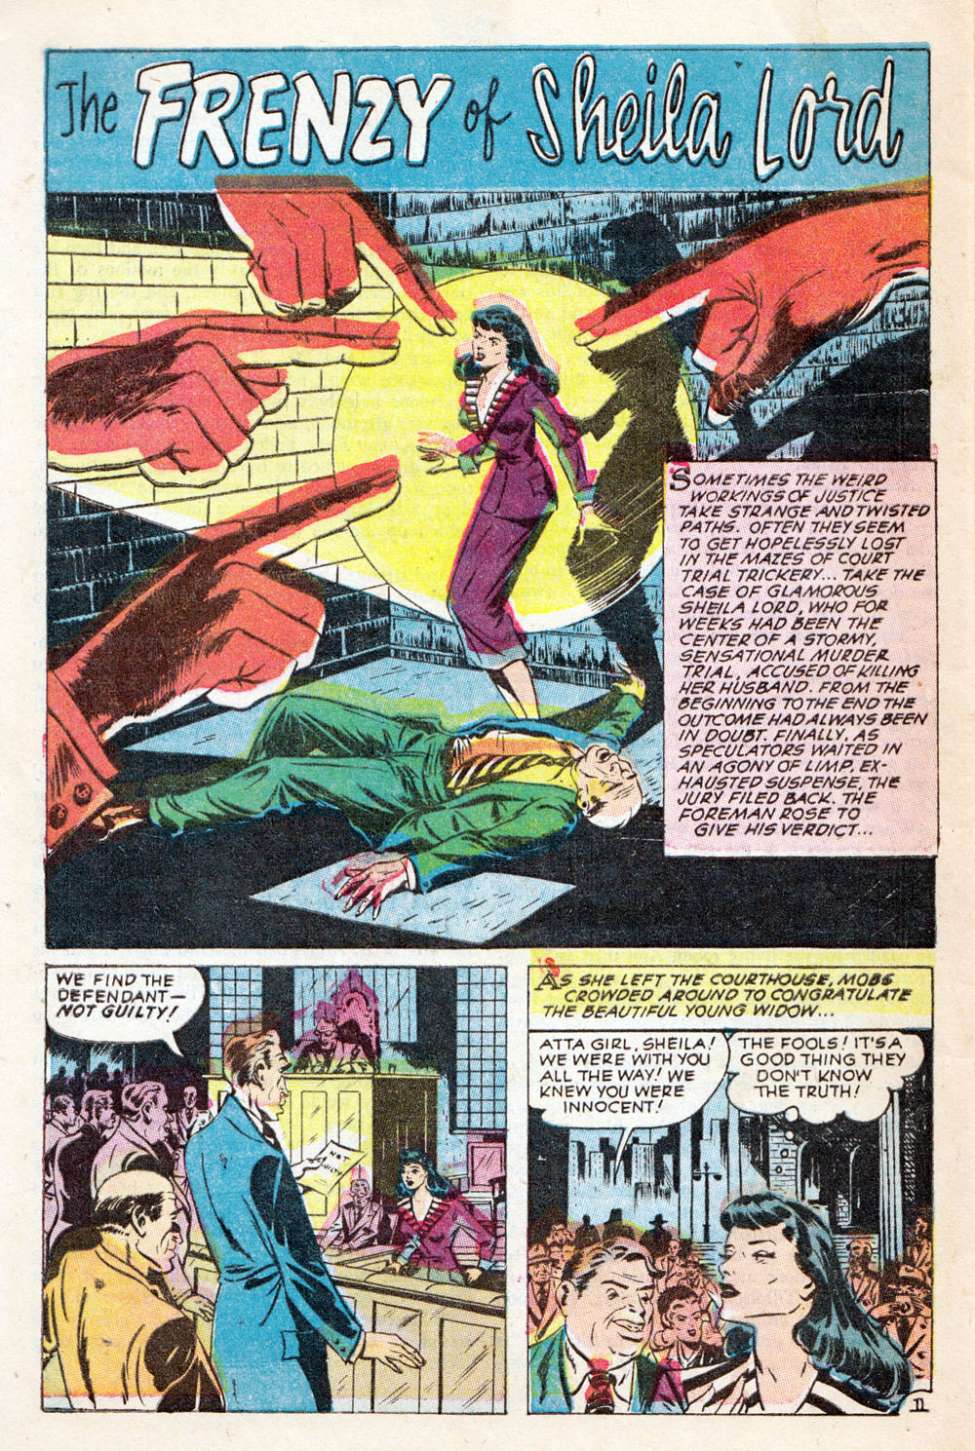 The FRENZY of Sheila Lord
SOMETIMES THE WEIRD
WORKINGS OF JUSTICE
TAKE STRANGE AND TWISTED
PATHS. OFTEN THEY SEEM
TO GET HOPELESSLY LOST
IN THE MAZES OF COURT
TRIAL TRICKERY... TAKE THE
CASE OF GLAMOROUS
SHEILA LORD, WHO FOR
WEEKS HAD BEEN THE
CENTER OF A STORMY,
SENSATIONAL MURDER
TRIAL, ACCUSED OF KILLING
HER HUSBAND. FROM THE
BEGINNING TO THE END THE
OUTCOME HAD ALWAYS BEEN
IN DOUBT. FINALLY, AS
SPECULATORS WAITED IN
AN AGONY OF LIMP, EX-
HAUSTED SUSPENSE, THE
JURY FILED BACK. THE
FOREMAN ROSE TO
GIVE HIS VERDICT...
WE FIND THE
DEFENDANT—
NOT GUILTY!
NOT
GUILTY
AS SHE LEFT THE COURTHOUSE, MOBS
CROWDED AROUND TO CONGRATULATE
THE BEAUTIFUL YOUNG WIDOW...
ATTA GIRL, SHEILA!
WE WERE WITH YOU
ALL THE WAY! WE
KNEW YOU WERE
INNOCENT!
THE FOOLS! IT'S A
GOOD THING THEY
DON'T KNOW
THE TRUTH!
11